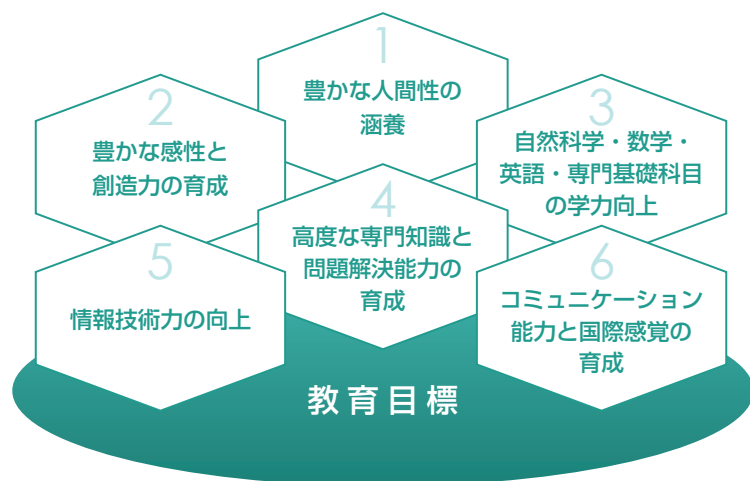 1
豊かな人間性の
涵養
2
豊かな感性と
創造力の育成
3
自然科学・数学・
英語・専門基礎科目
の学力向上
4
高度な専門知識と
問題解決能力の
育成
5
情報技術力の向上
6
コミュニケーション
能力と国際感覚の
育成
教育目標